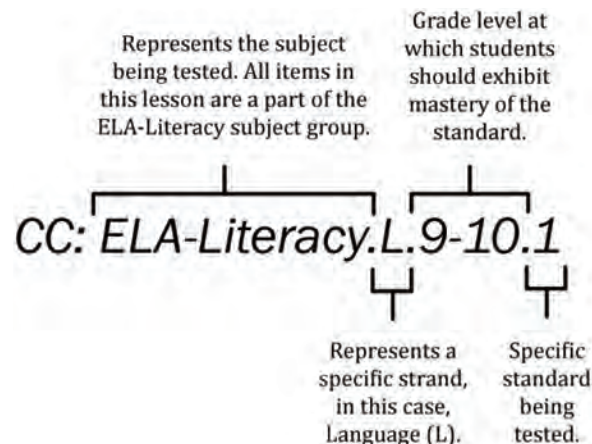 Represents the subject
being tested. All items in
this lesson are a part of the
ELA-Literacy subject group.
Grade level at
which students
should exhibit
mastery of the
standard.
CC: ELA-Literacy.L.9-10.1
Represents a
specific strand,
in this case,
Language (L).
Specific
standard
being
tested.